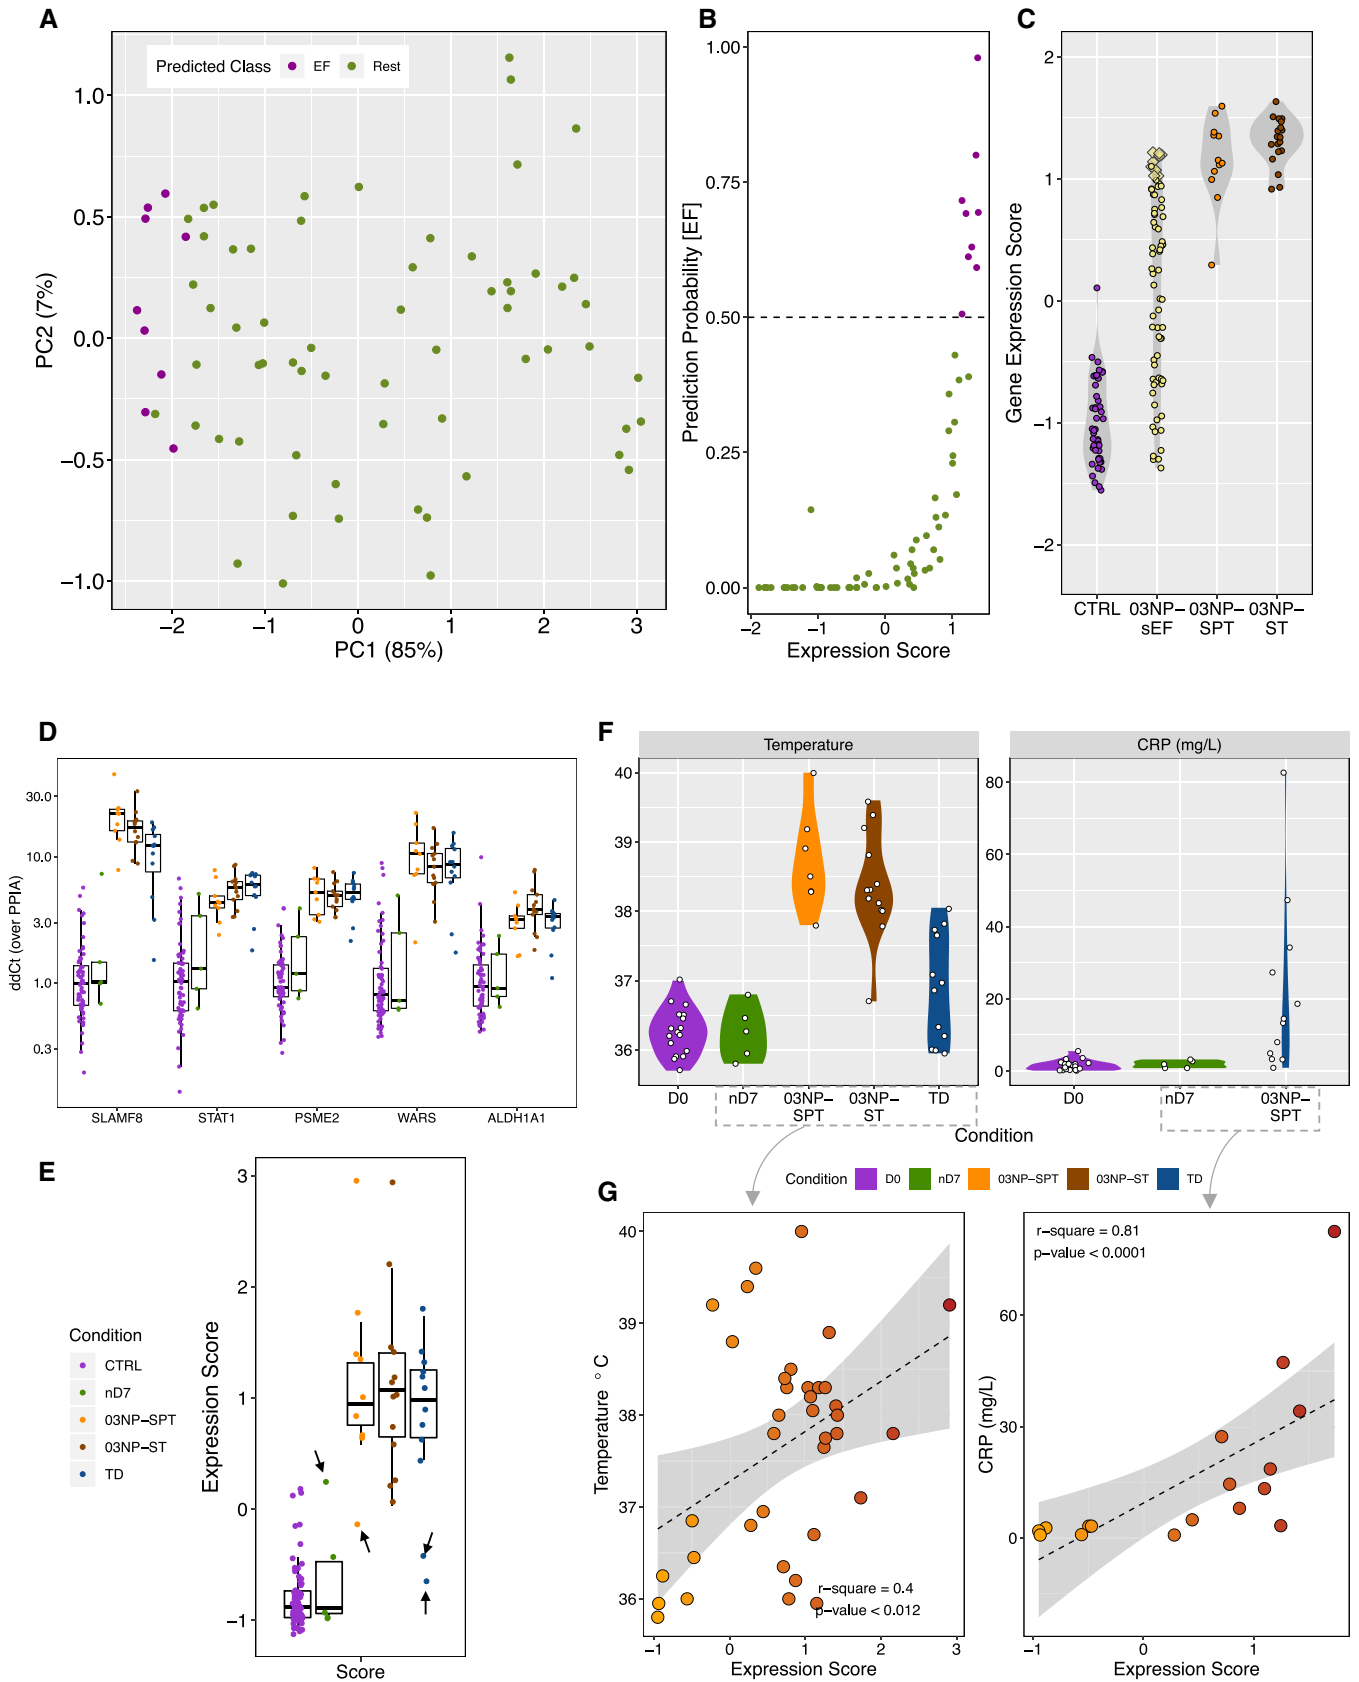 A
Predicted Class EF Rest
PC2 (7%)
1.0
0.5
0.0
−0.5
−1.0
−2 −1 0 1 2 3
PC1 (85%)
B
Prediction Probability [EF]
1.00
0.75
0.50
0.25
0.00
−2 −1 0 1
Expression Score
C
Gene Expression Score
2
1
0
−1
−2
CTRL 03NP− 03NP− 03NP−
sEF SPT ST
D
ddCt (over PPIA)
30.0
10.0
3.0
1.0
0.3
SLAMF8 STAT1 PSME2 WARS ALDH1A1
E
Condition
CTRL
nD7
03NP−SPT
03NP−ST
TD
Expression Score
3
2
1
0
−1
Score
F
Temperature
40
39
38
37
36
D0 nD7 03NP− 03NP− TD
SPT ST
CRP (mg/L)
80
60
40
20
0
D0 nD7 03NP−
SPT
Condition
Condition D0 nD7 03NP−SPT 03NP−ST TD
G
Temperature ° C
40
39
38
37
36
r−square = 0.4
p−value < 0.012
−1 0 1 2 3
Expression Score
r−square = 0.81
p−value < 0.0001
CRP (mg/L)
60
30
0
−1 0 1
Expression Score